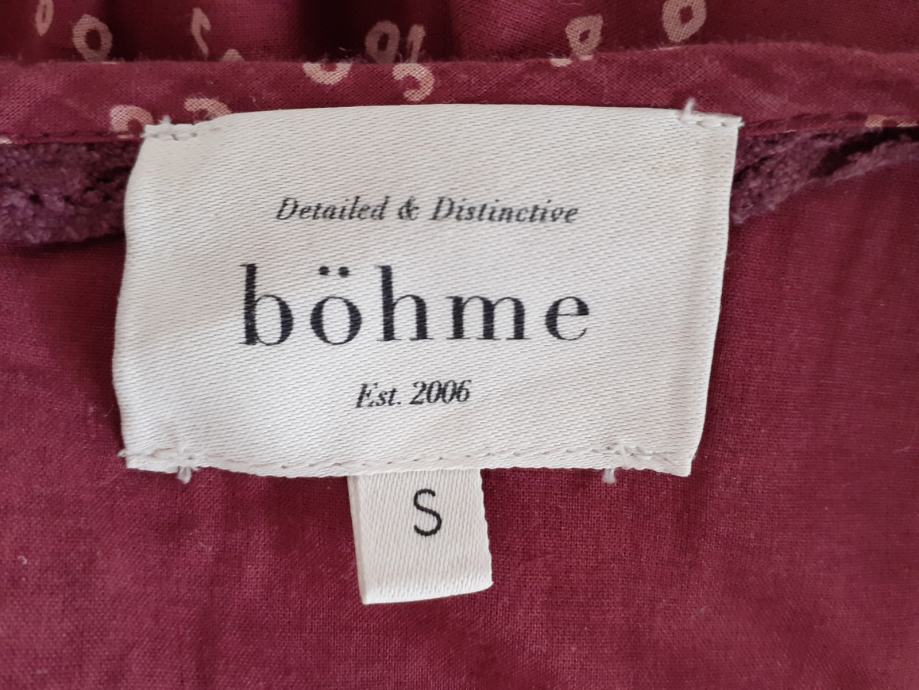 Detailed & Distinctive
böhme
Est. 2006
S